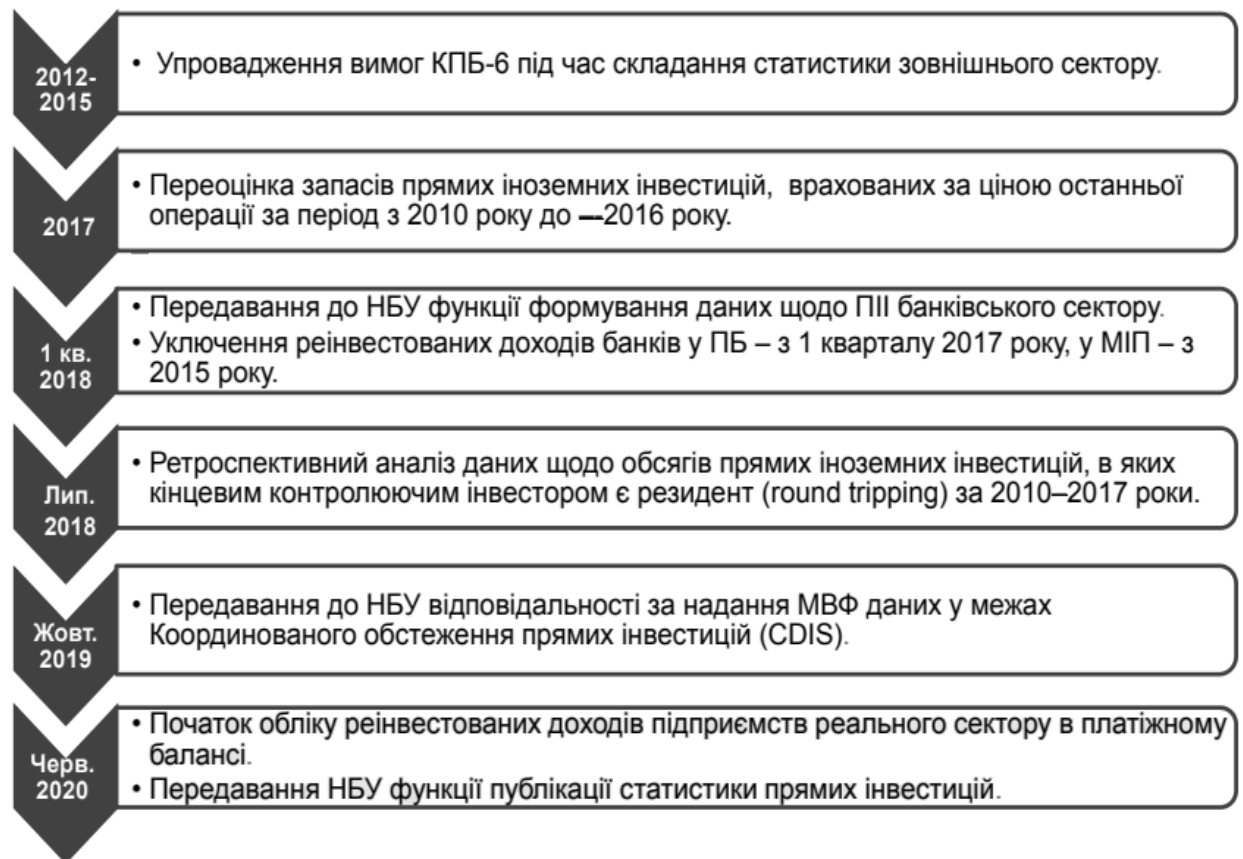 2012-
2015
• Упровадження вимог КПБ-6 під час складання статистики зовнішнього сектору.
2017
• Переоцінка запасів прямих іноземних інвестицій, врахованих за ціною останньої
операції за період з 2010 року до —2016 року.
1 кв.
2018
• Передавання до НБУ функції формування даних щодо ПІІ банківського сектору.
• Уключення реінвестованих доходів банків у ПБ – з 1 кварталу 2017 року, у МІП – з
2015 року.
Лип.
2018
• Ретроспективний аналіз даних щодо обсягів прямих іноземних інвестицій, в яких
кінцевим контролюючим інвестором є резидент (round tripping) за 2010–2017 роки.
Жовт.
2019
• Передавання до НБУ відповідальності за надання МВФ даних у межах
Координованого обстеження прямих інвестицій (CDIS).
Черв.
2020
• Початок обліку реінвестованих доходів підприємств реального сектору в платіжному
балансі.
• Передавання НБУ функції публікації статистики прямих інвестицій.